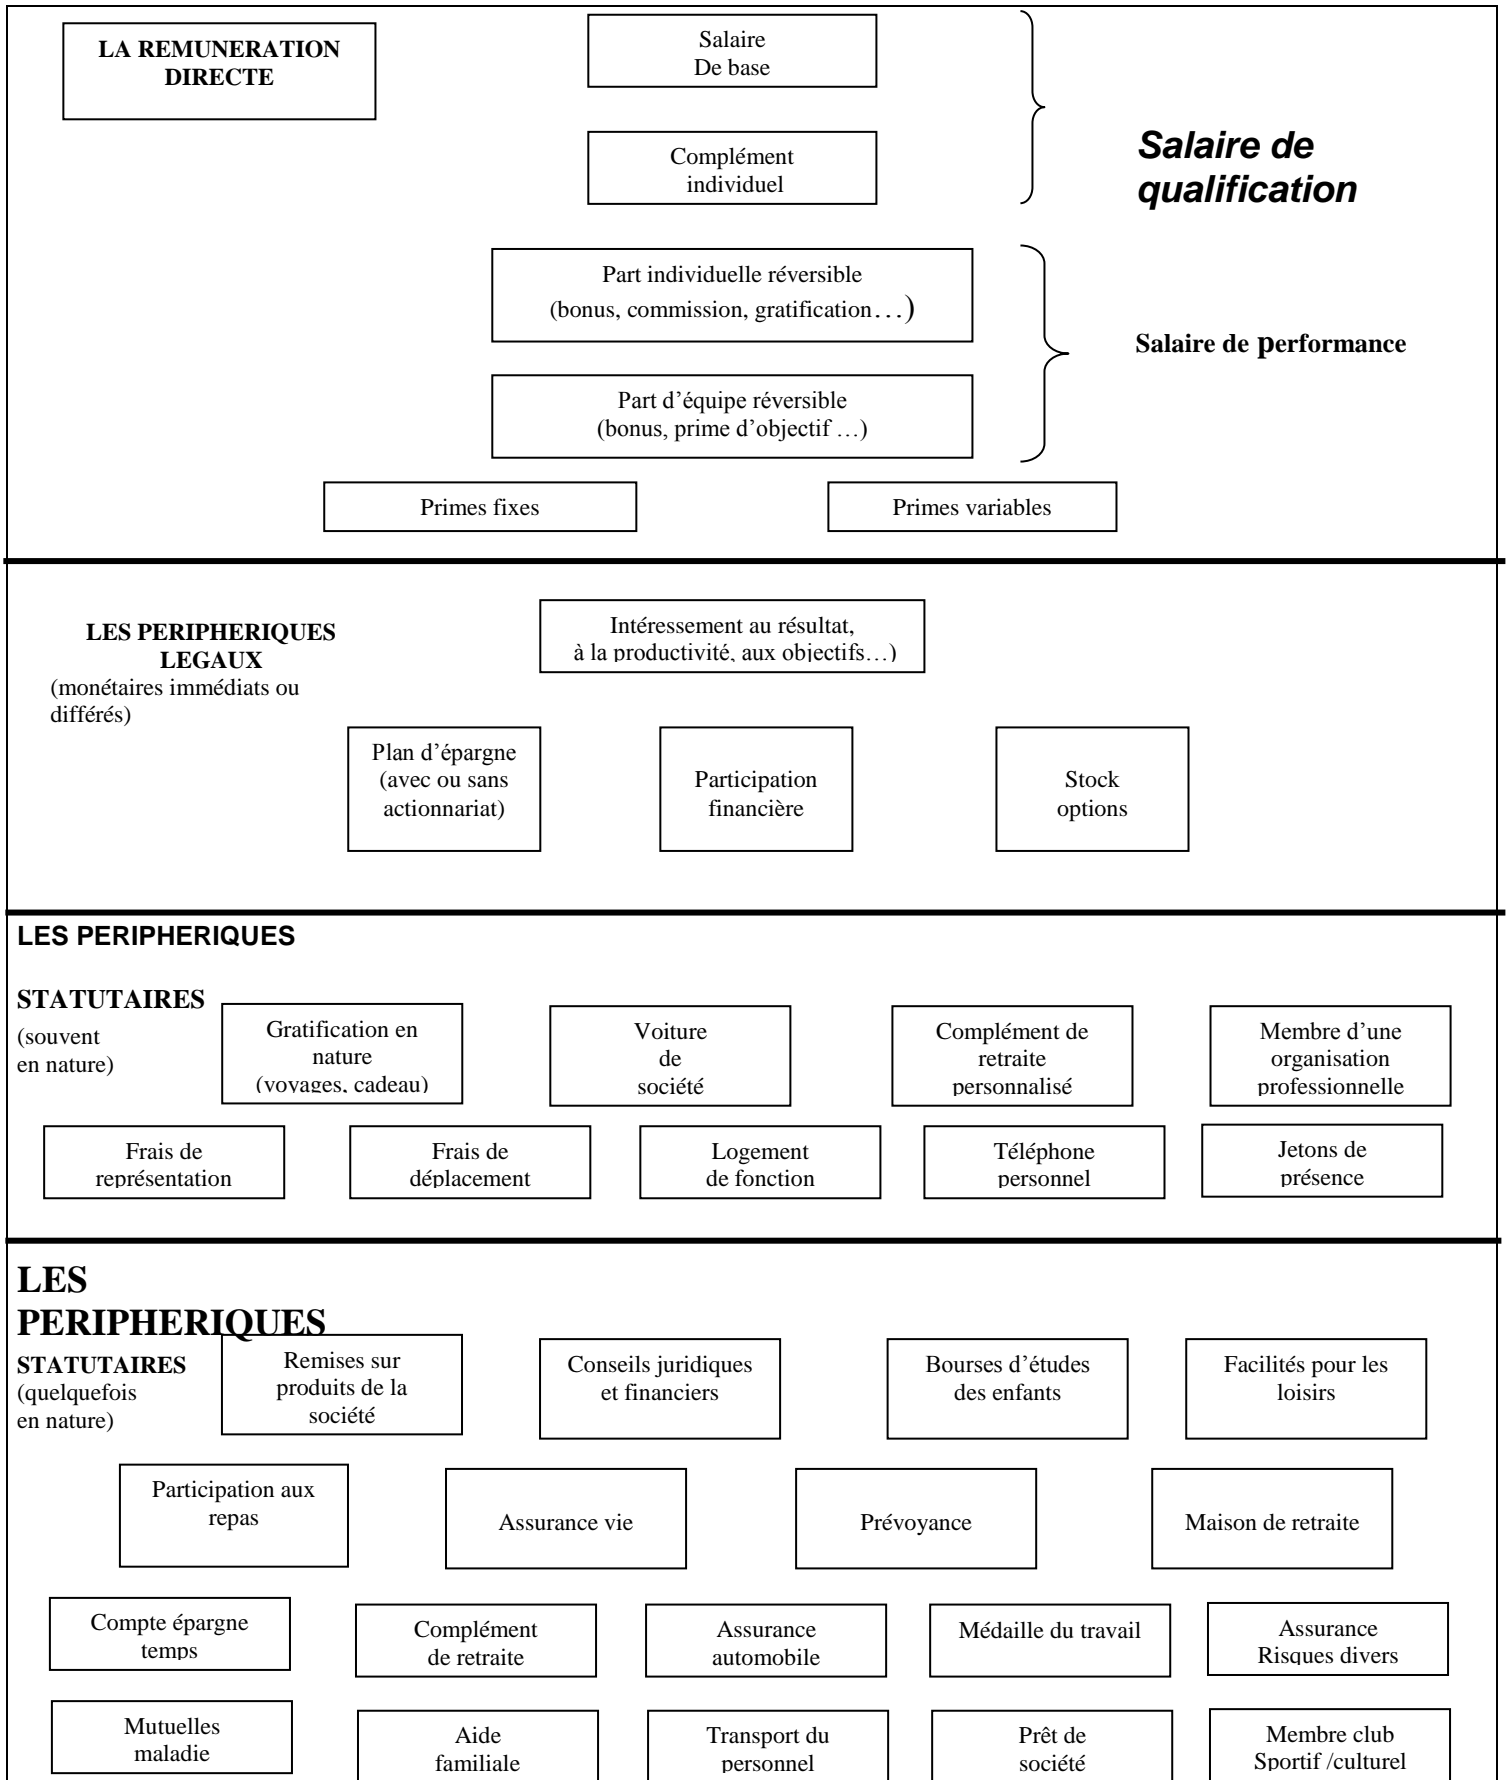 LA REMUNERATION
DIRECTE
Salaire
De base
Complément
individuel
Salaire de
qualification
Part individuelle réversible
(bonus, commission, gratification…)
Salaire de performance
Part d’équipe réversible
(bonus, prime d’objectif …)
Primes fixes
Primes variables
LES PERIPHERIQUES
LEGAUX
(monétaires immédiats ou
différés)
Intéressement au résultat,
à la productivité, aux objectifs…)
Plan d’épargne
(avec ou sans
actionnariat)
Participation
financière
Stock
options
LES PERIPHERIQUES
STATUTAIRES
(souvent
en nature)
Gratification en
nature
(voyages, cadeau)
Voiture
de
société
Complément de
retraite
personnalisé
Membre d’une
organisation
professionnelle
Frais de
représentation
Frais de
déplacement
Logement
de fonction
Téléphone
personnel
Jetons de
présence
LES
PERIPHERIQUES
STATUTAIRES
(quelquefois
en nature)
Remises sur
produits de la
société
Conseils juridiques
et financiers
Bourses d’études
des enfants
Facilités pour les
loisirs
Participation aux
repas
Assurance vie
Prévoyance
Maison de retraite
Compte épargne
temps
Complément
de retraite
Assurance
automobile
Médaille du travail
Assurance
Risques divers
Mutuelles
maladie
Aide
familiale
Transport du
personnel
Prêt de
société
Membre club
Sportif /culturel